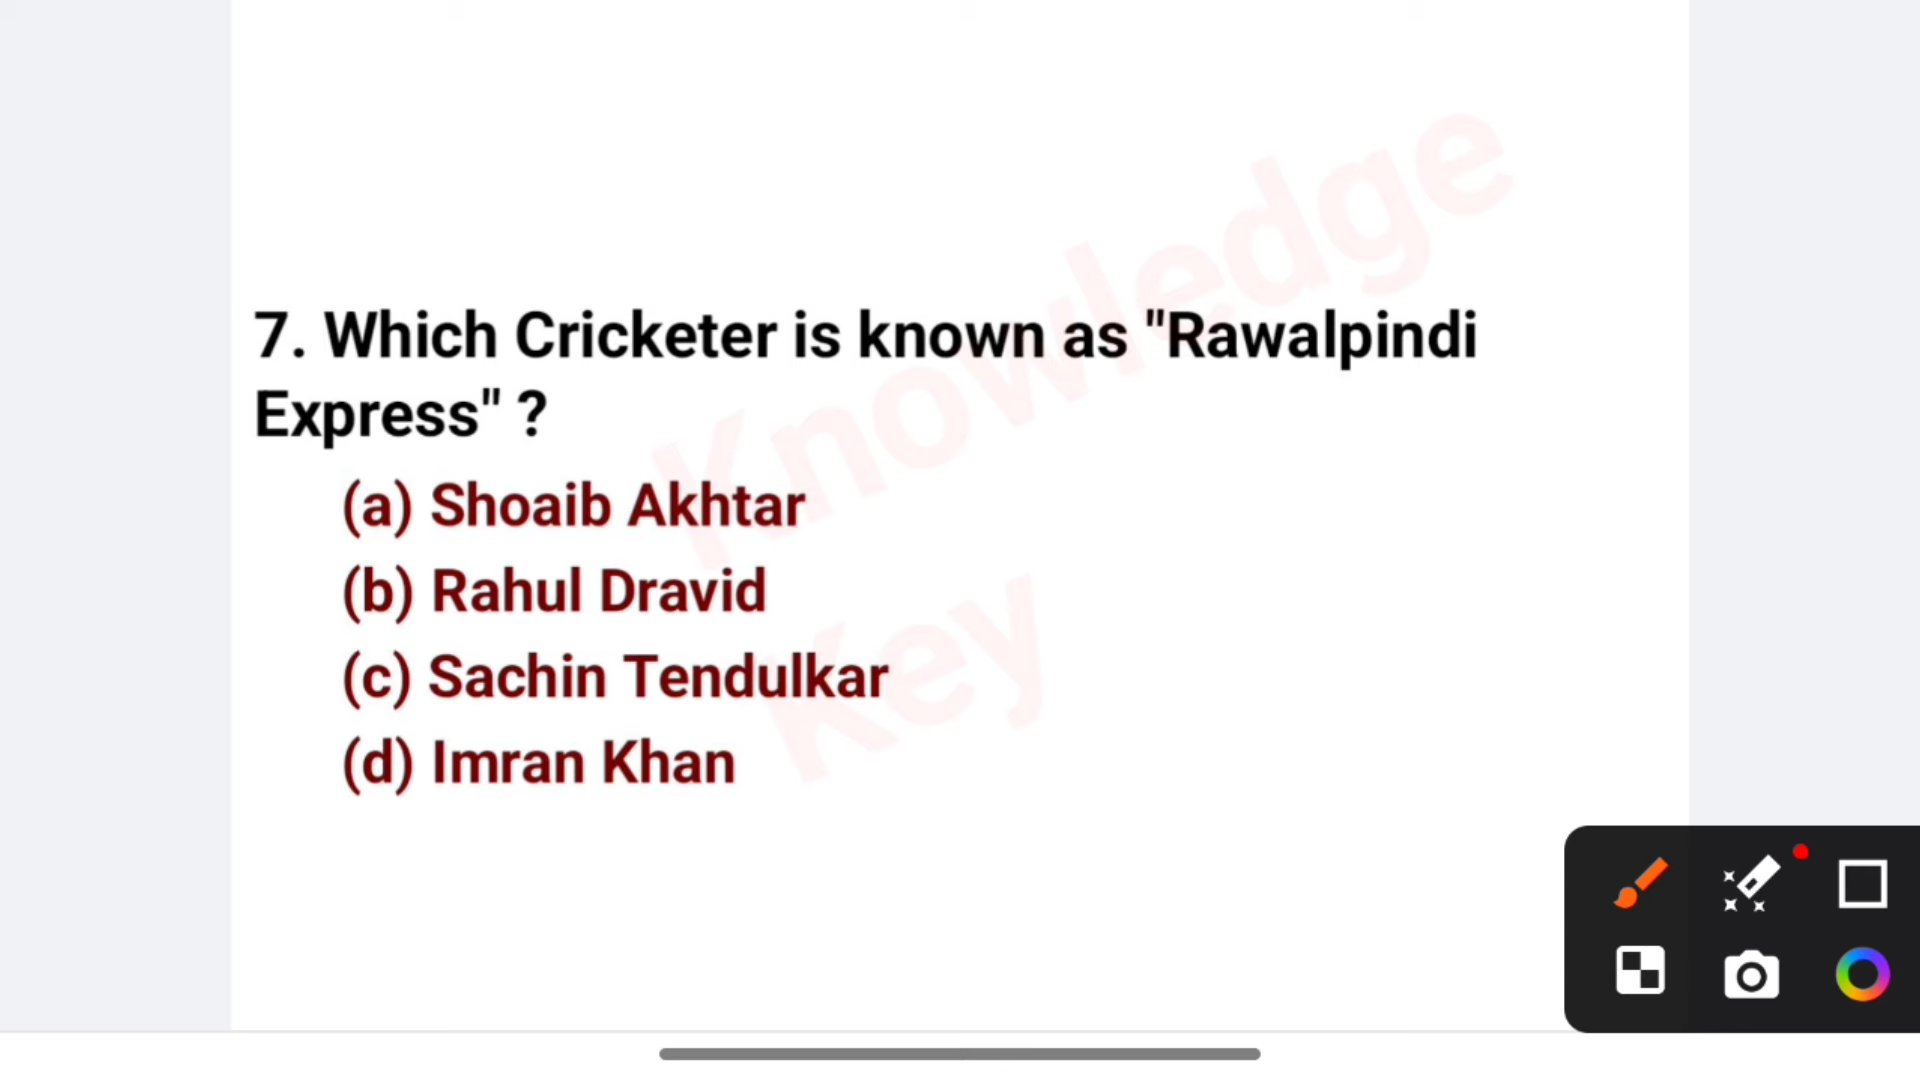 Knowledge
Key
7. Which Cricketer is known as "Rawalpindi
Express" ?
(a) Shoaib Akhtar
(b) Rahul Dravid
(c) Sachin Tendulkar
(d) Imran Khan